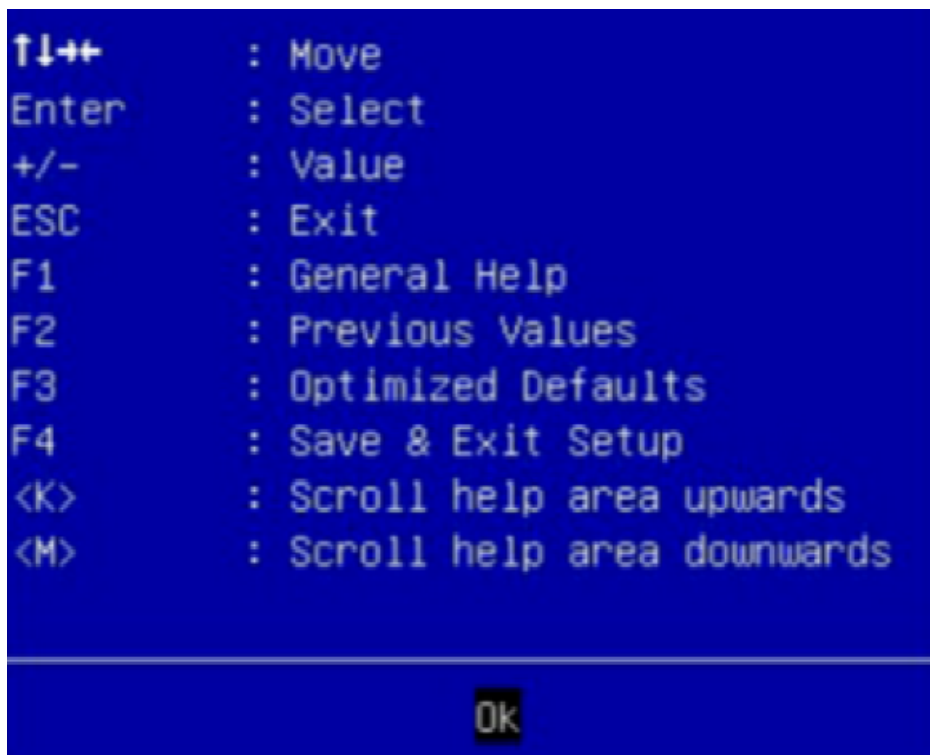 ↑↓→← : Move
Enter : Select
+/- : Value
ESC : Exit
F1 : General Help
F2 : Previous Values
F3 : Optimized Defaults
F4 : Save & Exit Setup
<K> : Scroll help area upwards
<M> : Scroll help area downwards
Ok